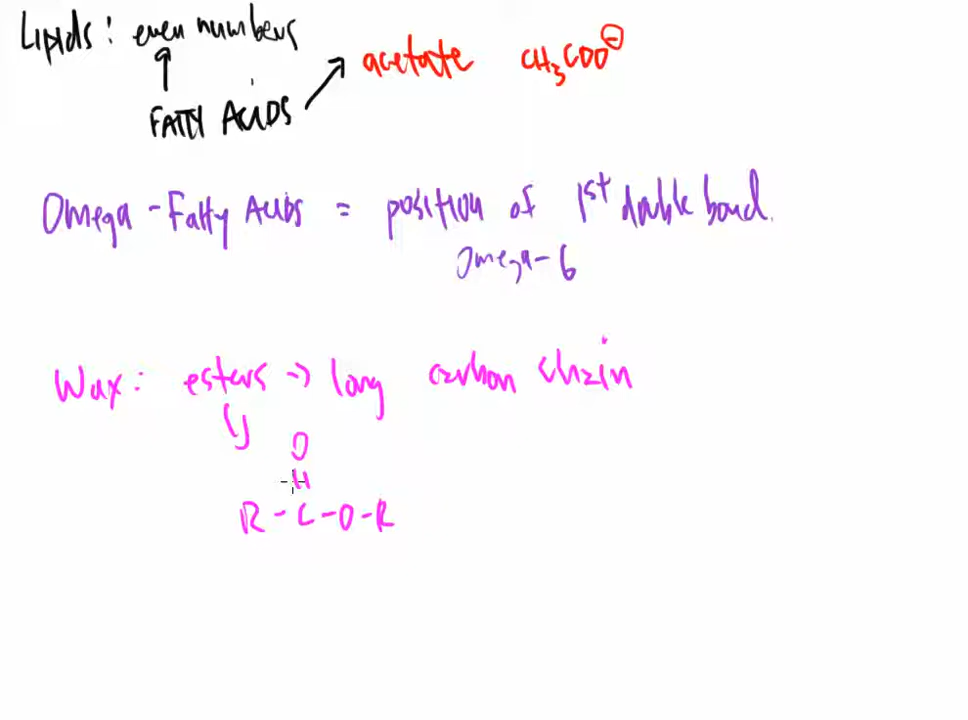 Lipids: even numbers
FATTY ACIDS
acetate CH₃COO⊖
Omega-Fatty Acids = position of 1st double bond.
Omega-6
Wax: esters => long carbon chain
O
R-C-O-R